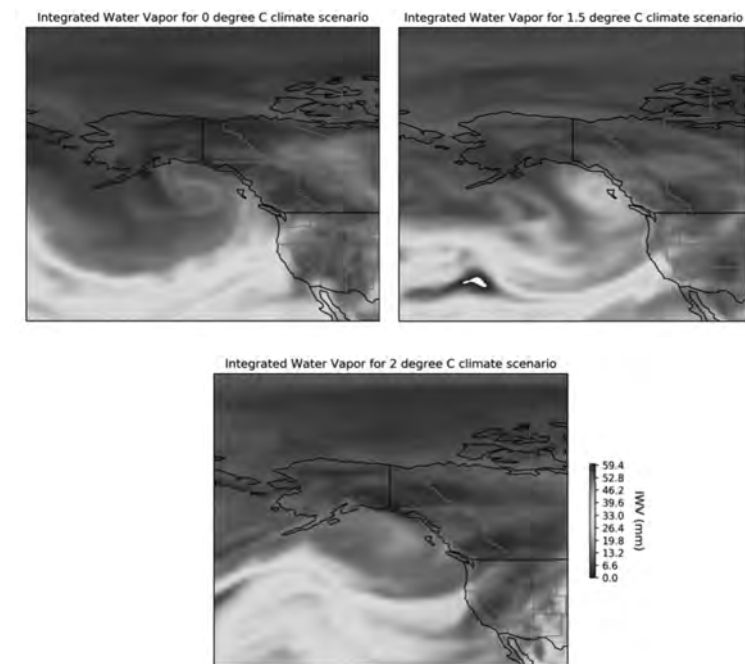 Integrated Water Vapor for 0 degree C climate scenario
Integrated Water Vapor for 1.5 degree C climate scenario
Integrated Water Vapor for 2 degree C climate scenario
59.4
52.8
46.2
39.6
33.0
26.4
19.8
13.2
6.6
0.0
IWV (mm)